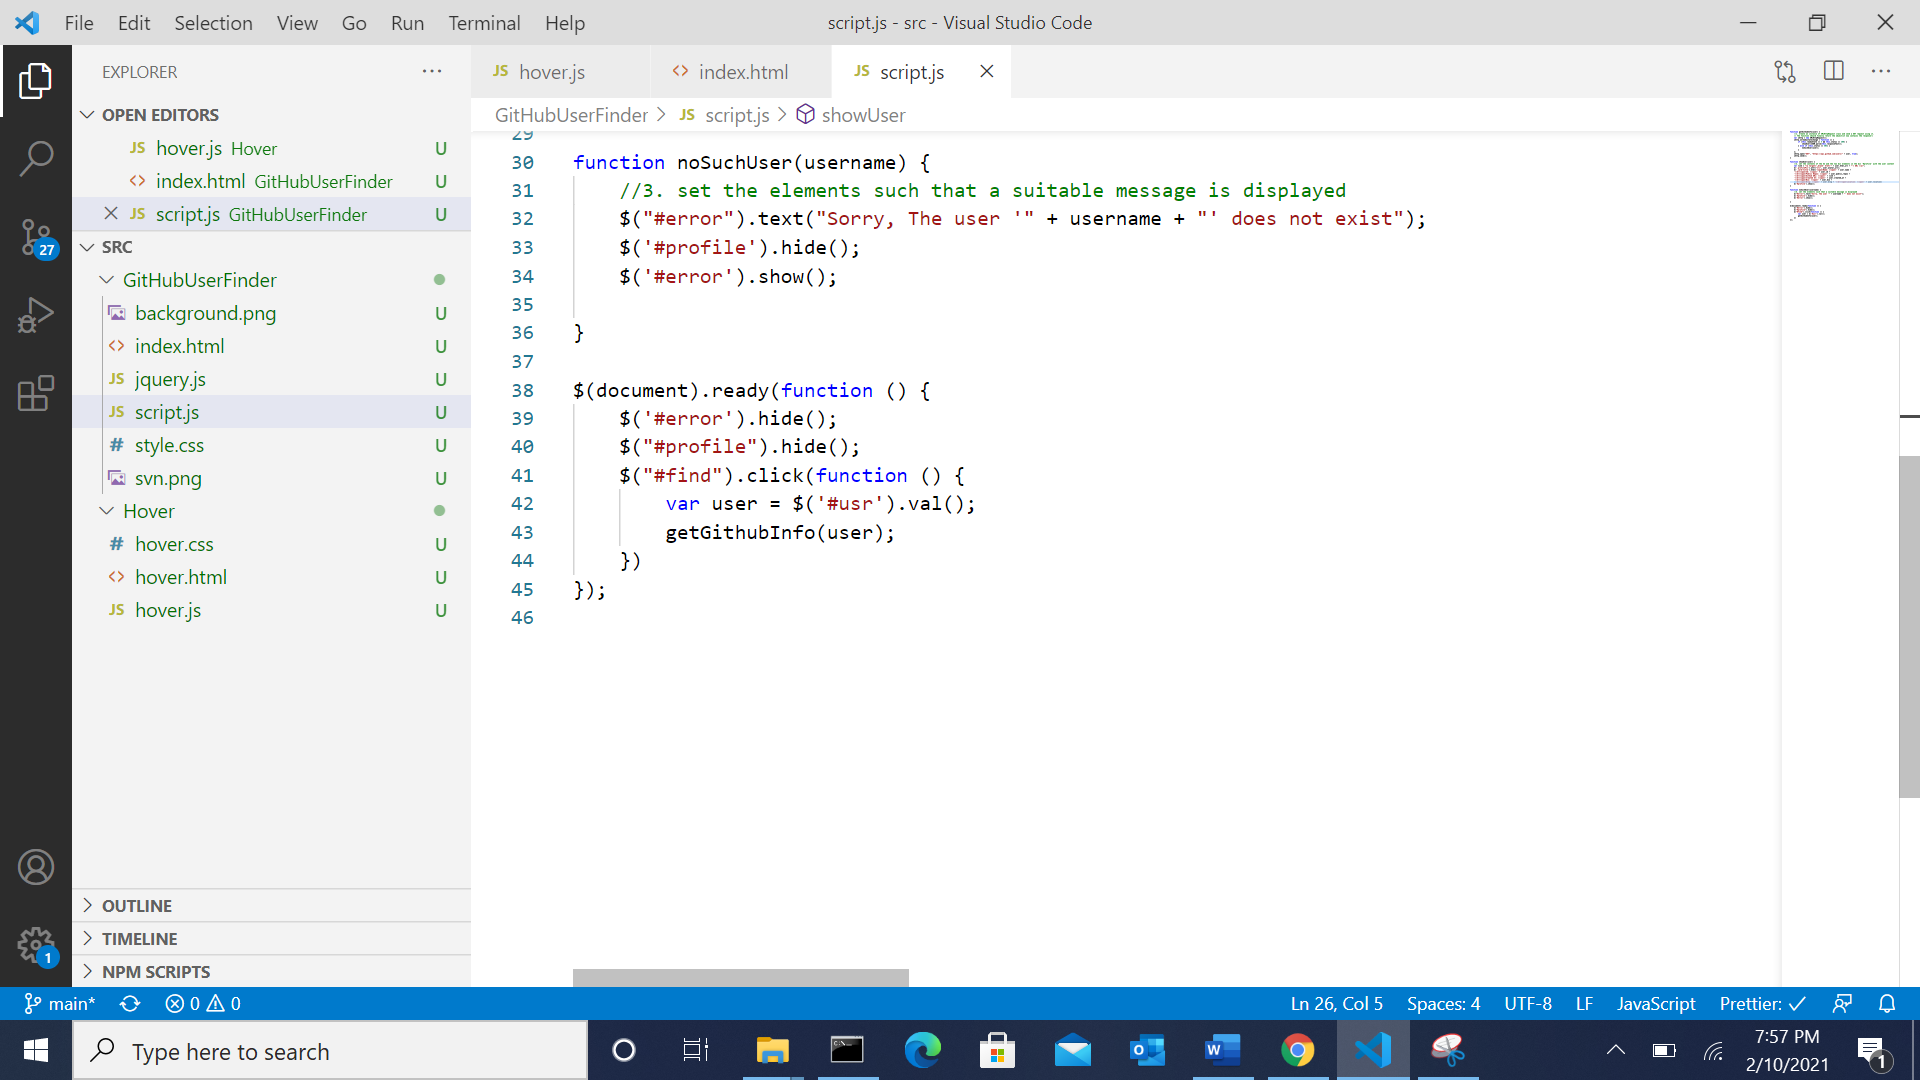 File Edit Selection View Go Run Terminal Help script.js - src - Visual Studio Code
EXPLORER
OPEN EDITORS
JS hover.js Hover U
<> index.html GitHubUserFinder U
JS script.js GitHubUserFinder U
27
SRC
GitHubUserFinder
background.png U
<> index.html U
JS jquery.js U
JS script.js U
# style.css U
svn.png U
Hover
# hover.css U
<> hover.html U
JS hover.js U
OUTLINE
TIMELINE
NPM SCRIPTS
1
JS hover.js <> index.html JS script.js
GitHubUserFinder > JS script.js > showUser
29
30 function noSuchUser(username) {
31 //3. set the elements such that a suitable message is displayed
32 $("#error").text("Sorry, The user '" + username + "' does not exist");
33 $('#profile').hide();
34 $('#error').show();
35
36 }
37
38 $(document).ready(function () {
39 $('#error').hide();
40 $("#profile").hide();
41 $("#find").click(function () {
42 var user = $('#usr').val();
43 getGithubInfo(user);
44 })
45 });
46
main* 0 0 Ln 26, Col 5 Spaces: 4 UTF-8 LF JavaScript Prettier: ✓
Type here to search
7:57 PM
2/10/2021
1